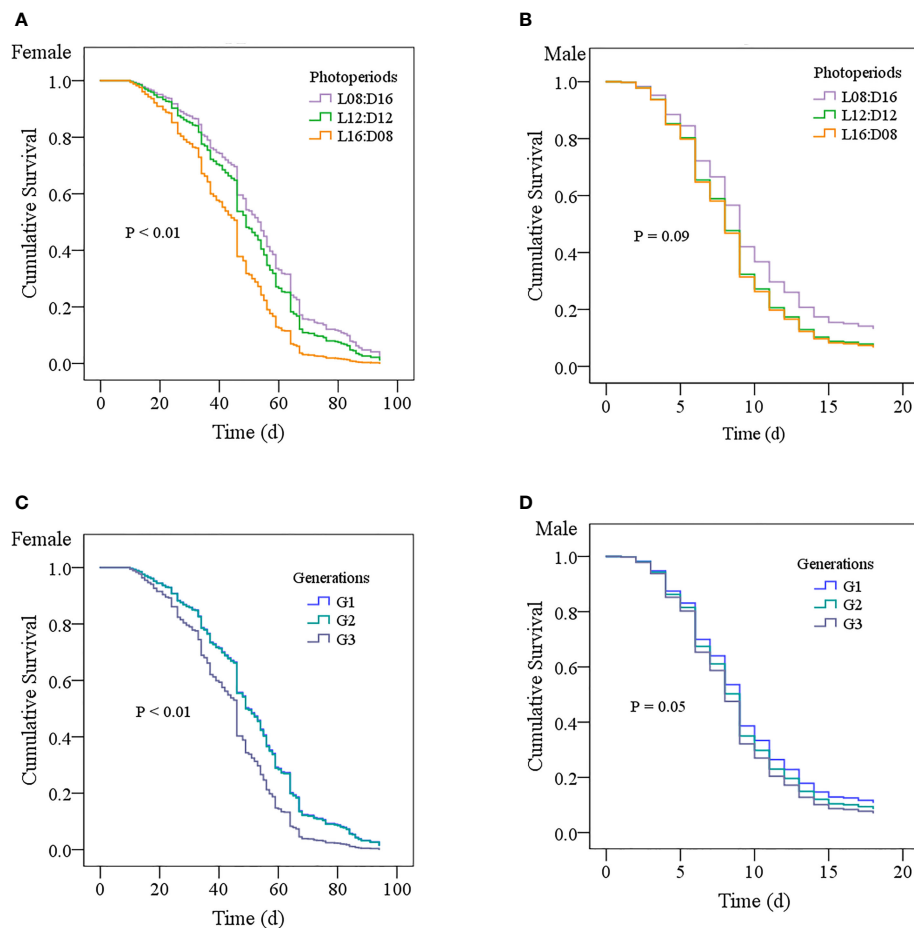 A
Female
Photoperiods
L08:D16
L12:D12
L16:D08
P < 0.01
Cumulative Survival
1.0
0.8
0.6
0.4
0.2
0.0
0 20 40 60 80 100
Time (d)
B
Male
Photoperiods
L08:D16
L12:D12
L16:D08
P = 0.09
Cumulative Survival
1.0
0.8
0.6
0.4
0.2
0.0
0 5 10 15 20
Time (d)
C
Female
Generations
G1
G2
G3
P < 0.01
Cumulative Survival
1.0
0.8
0.6
0.4
0.2
0.0
0 20 40 60 80 100
Time (d)
D
Male
Generations
G1
G2
G3
P = 0.05
Cumulative Survival
1.0
0.8
0.6
0.4
0.2
0.0
0 5 10 15 20
Time (d)